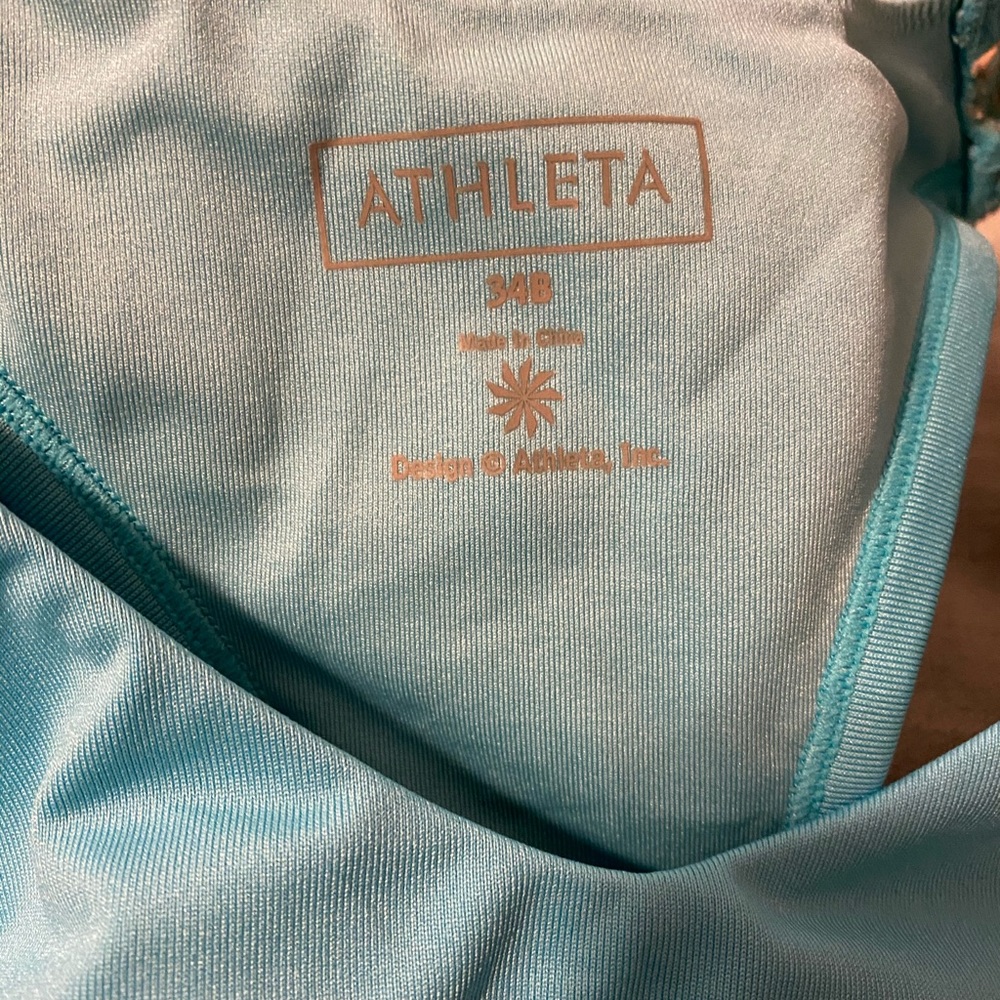 ATHLETA
34B
Made In China
Design © Athleta, Inc.